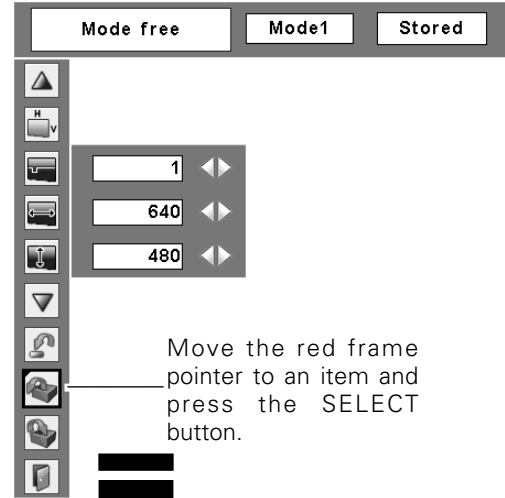 Mode free Mode1 Stored
H
V
1
640
480
Move the red frame
pointer to an item and
press the SELECT
button.